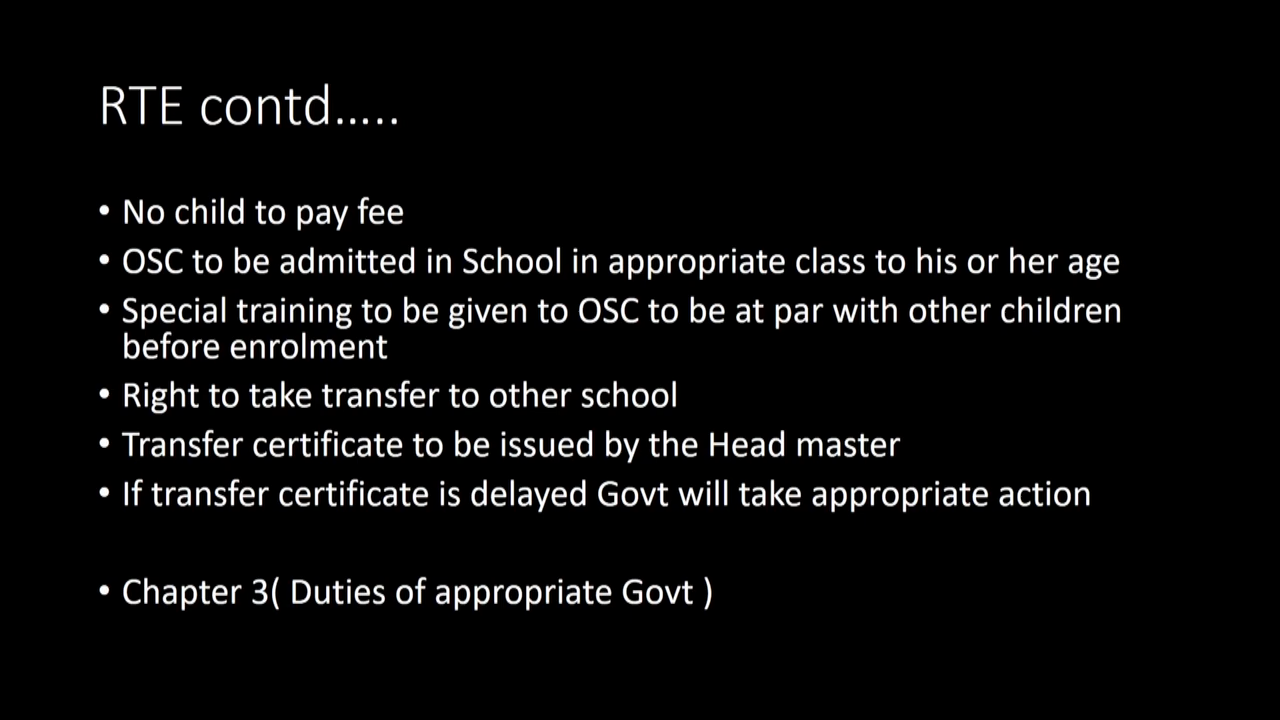 RTE contd.....
• No child to pay fee
• OSC to be admitted in School in appropriate class to his or her age
• Special training to be given to OSC to be at par with other children
before enrolment
• Right to take transfer to other school
• Transfer certificate to be issued by the Head master
• If transfer certificate is delayed Govt will take appropriate action
• Chapter 3( Duties of appropriate Govt )